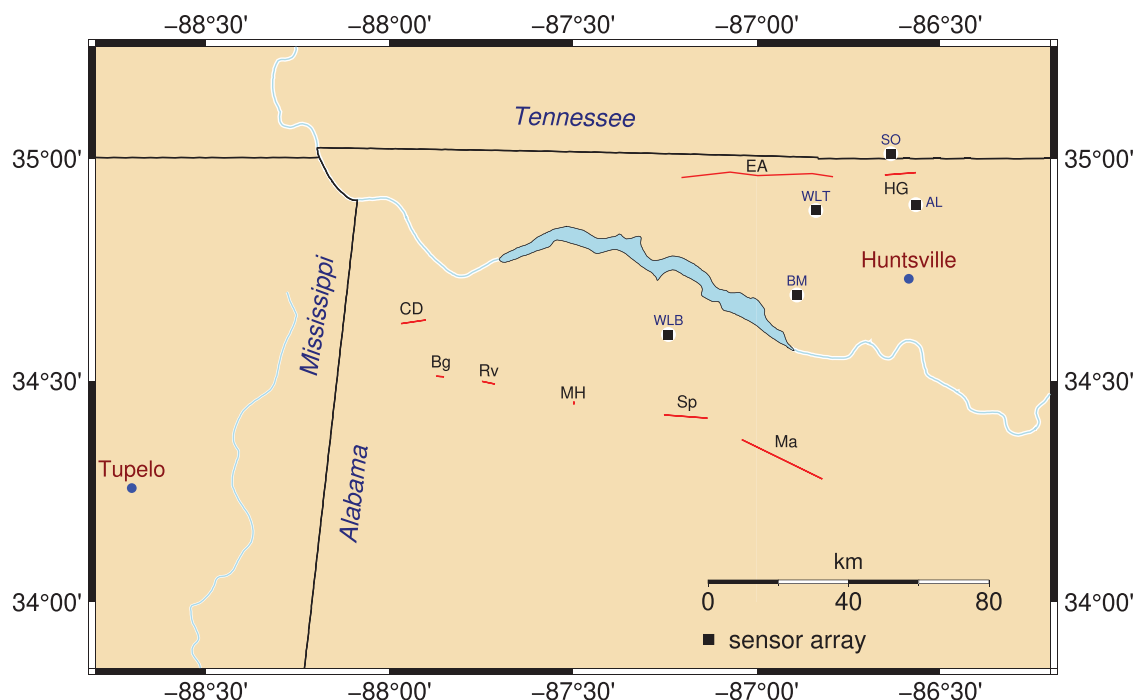 −88°30' −88°00' −87°30' −87°00' −86°30'
Tennessee
SO
35°00' 35°00'
EA
HG
WLT
AL
Huntsville
Mississippi
BM
CD
WLB
Bg
Rv
34°30' 34°30'
MH
Sp
Ma
Tupelo
Alabama
km
0 40 80
34°00' 34°00'
sensor array
−88°30' −88°00' −87°30' −87°00' −86°30'